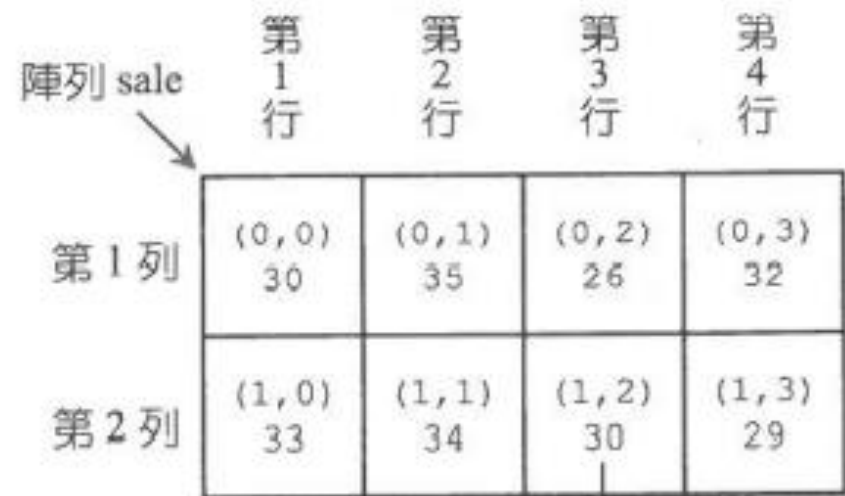 第1行 第2行 第3行 第4行
陣列 sale
(0,0) (0,1) (0,2) (0,3)
第1列 30 35 26 32
(1,0) (1,1) (1,2) (1,3)
第2列 33 34 30 29